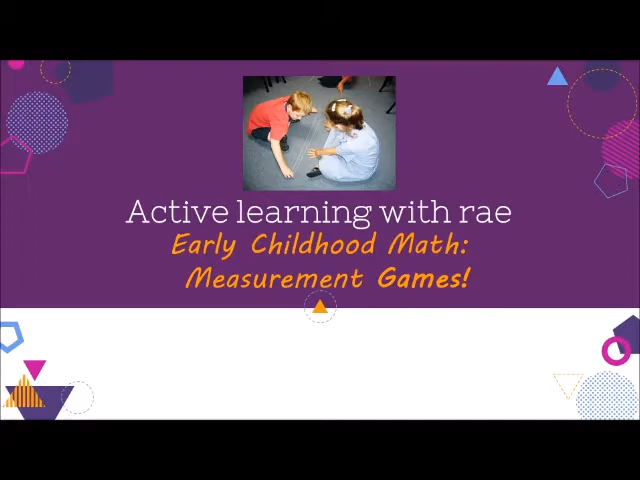 Active learning with rae
Early Childhood Math:
Measurement Games!